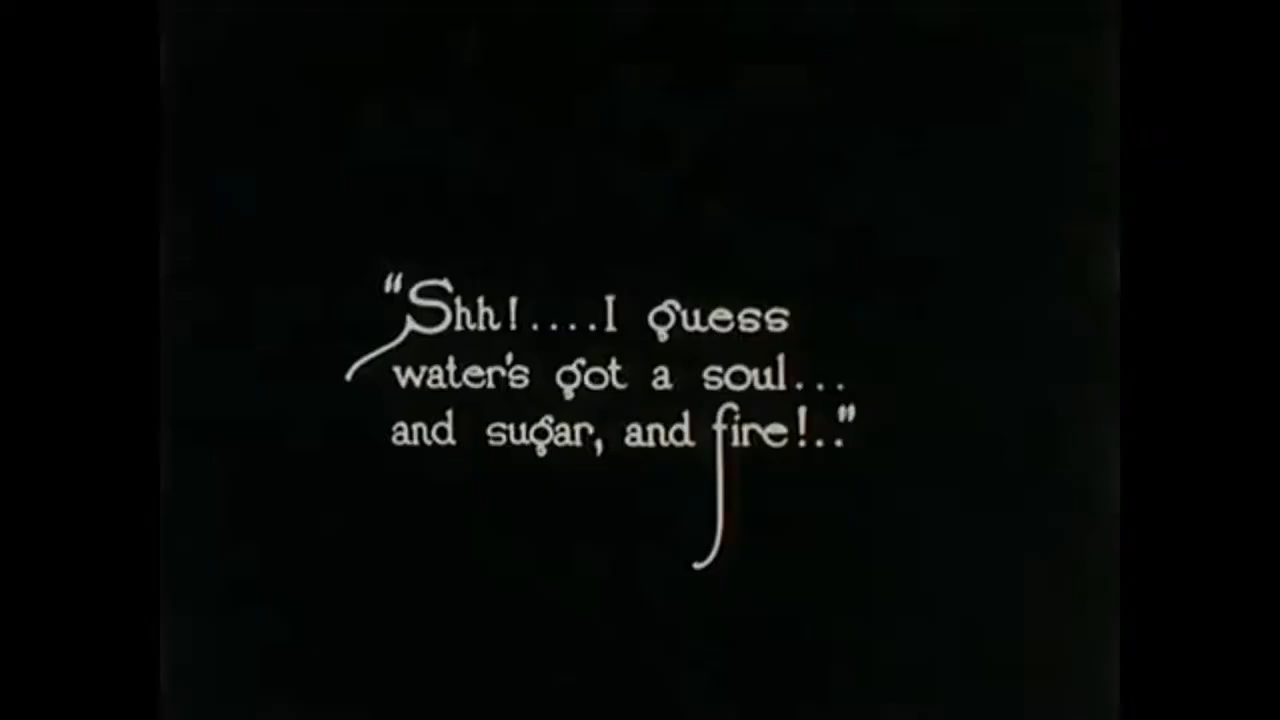 "Shh!....I guess
water's got a soul...
and sugar, and fire!.."